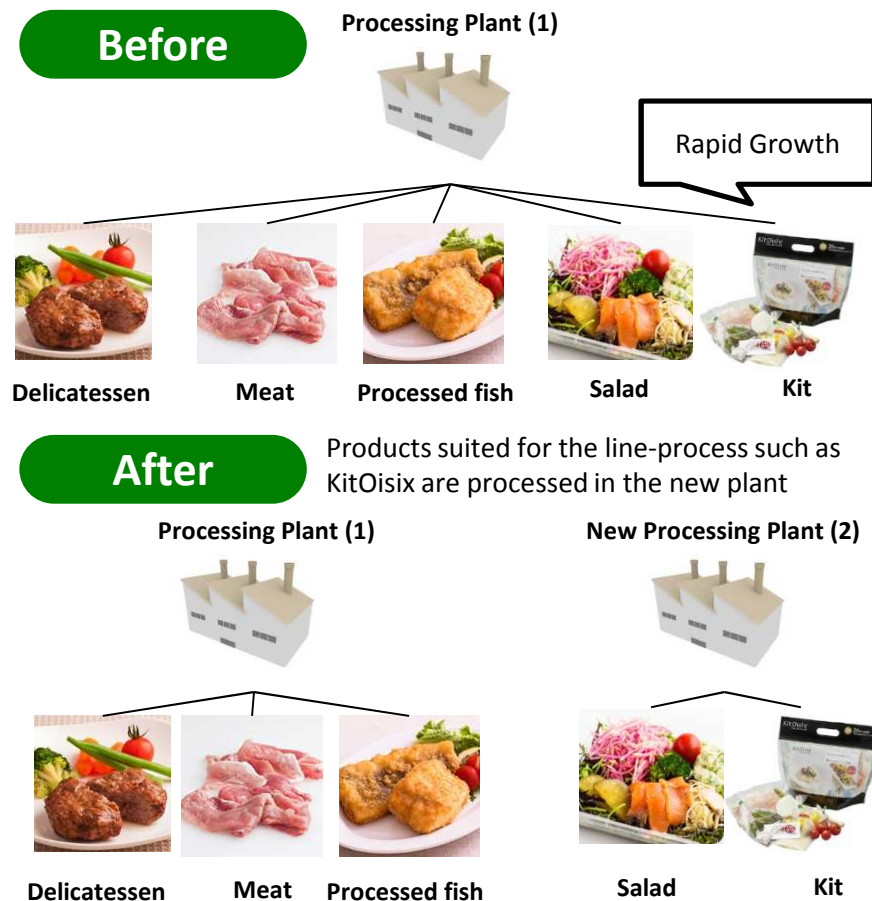 Before
Processing Plant (1)
Rapid Growth
Delicatessen
Meat
Processed fish
Salad
Kit
After
Products suited for the line-process such as
KitOisix are processed in the new plant
Processing Plant (1)
New Processing Plant (2)
Delicatessen
Meat
Processed fish
Salad
Kit